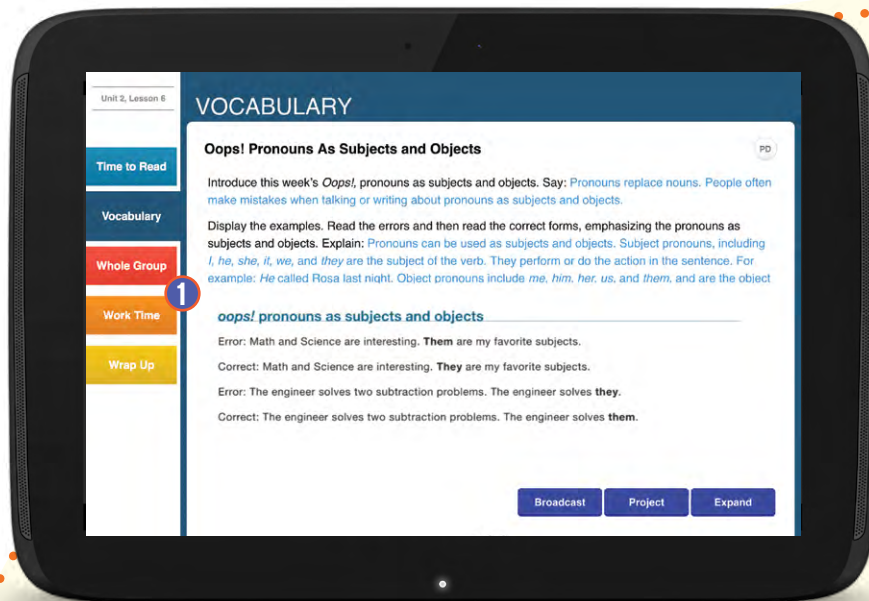 Unit 2, Lesson 6
VOCABULARY
Time to Read
Vocabulary
Whole Group
Work Time
Wrap Up
1
Oops! Pronouns As Subjects and Objects
PD
Introduce this week's Oops!, pronouns as subjects and objects. Say: Pronouns replace nouns. People often
make mistakes when talking or writing about pronouns as subjects and objects.
Display the examples. Read the errors and then read the correct forms, emphasizing the pronouns as
subjects and objects. Explain: Pronouns can be used as subjects and objects. Subject pronouns, including
I, he, she, it, we, and they are the subject of the verb. They perform or do the action in the sentence. For
example: He called Rosa last night. Object pronouns include me, him, her, us, and them, and are the object
oops! pronouns as subjects and objects
Error: Math and Science are interesting. Them are my favorite subjects.
Correct: Math and Science are interesting. They are my favorite subjects.
Error: The engineer solves two subtraction problems. The engineer solves they.
Correct: The engineer solves two subtraction problems. The engineer solves them.
Broadcast
Project
Expand